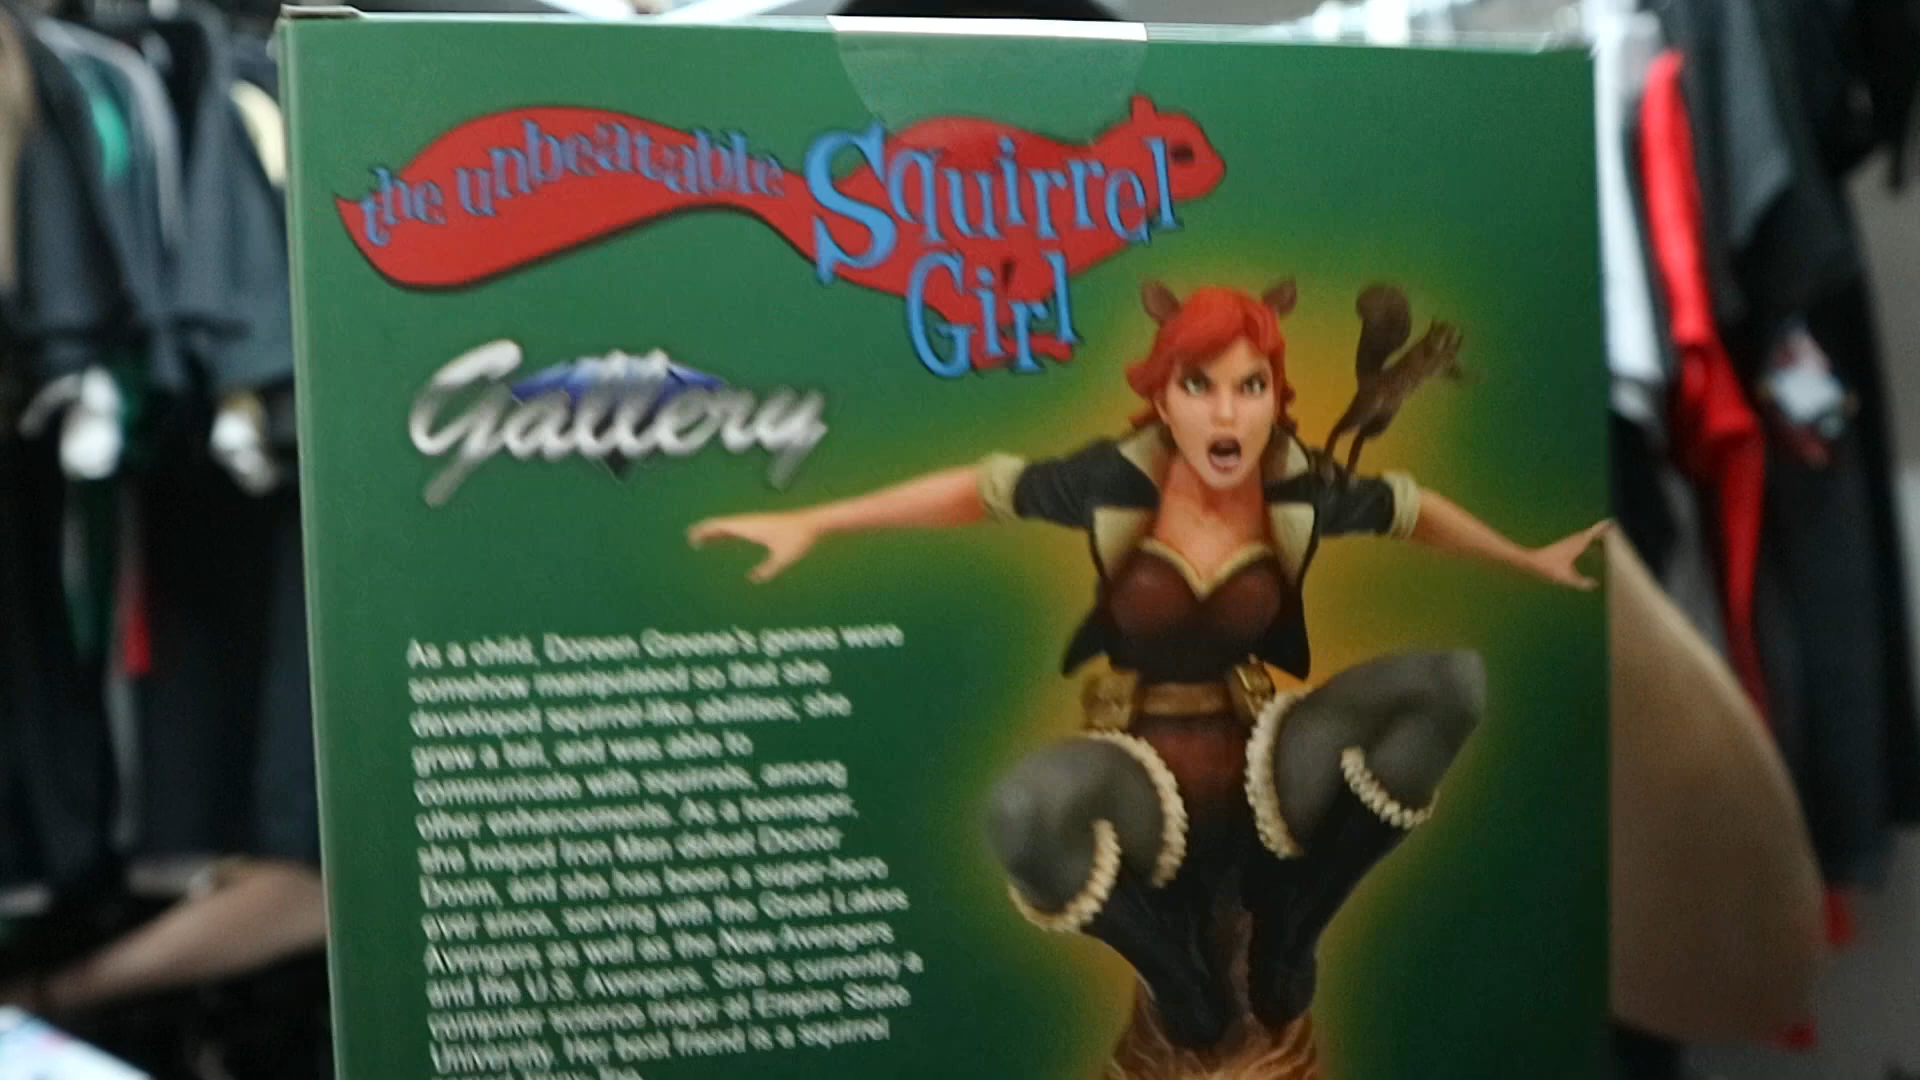 the unbeatable
Squirrel
Girl
Gallery
As a child, Doreen Greene's genes were
somehow manipulated so that she
developed squirrel-like abilities, she
grew a tail, and was able to
communicate with squirrels, among
other enhancements. As a teenager,
she helped Iron Man defeat Doctor
Doom, and she has been a super-hero
ever since, serving with the Great Lakes
Avengers as well as the New Avengers
and the U.S. Avengers. She is currently a
computer science major at Empire State
University. Her best friend is a squirrel